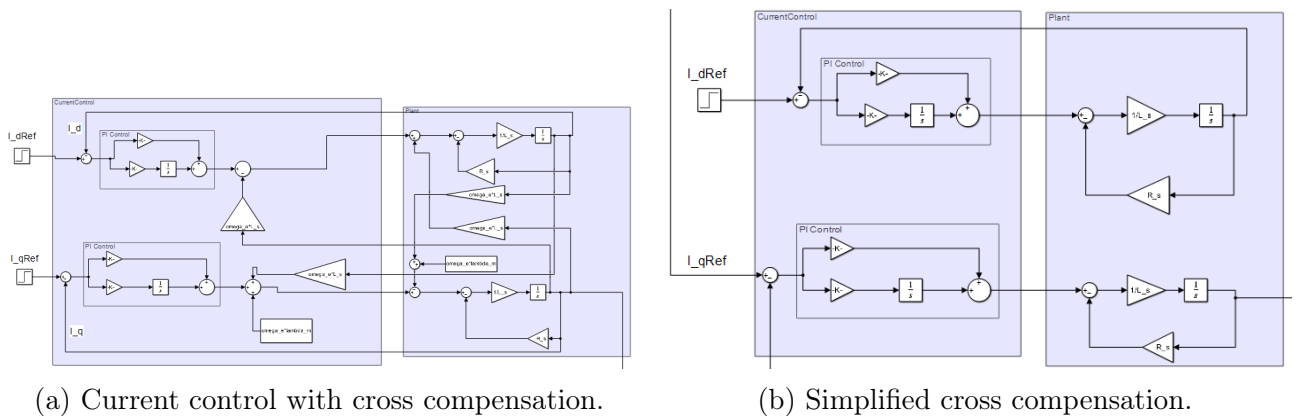 CurrentControl
Plant
I_dRef
I_d
PI Control
-K-
-K-
1
s
1/L_s
1
s
R_s
omega_e*L_s
omega_e*L_s
omega_e*L_s
I_qRef
PI Control
-K-
-K-
1
s
omega_e*L_s
omega_e*lambda_m
1/L_s
1
s
omega_e*lambda_m
R_s
I_q
(a) Current control with cross compensation.
CurrentControl
Plant
I_dRef
PI Control
-K-
-K-
1
s
1/L_s
1
s
R_s
I_qRef
PI Control
-K-
-K-
1
s
1/L_s
1
s
R_s
(b) Simplified cross compensation.